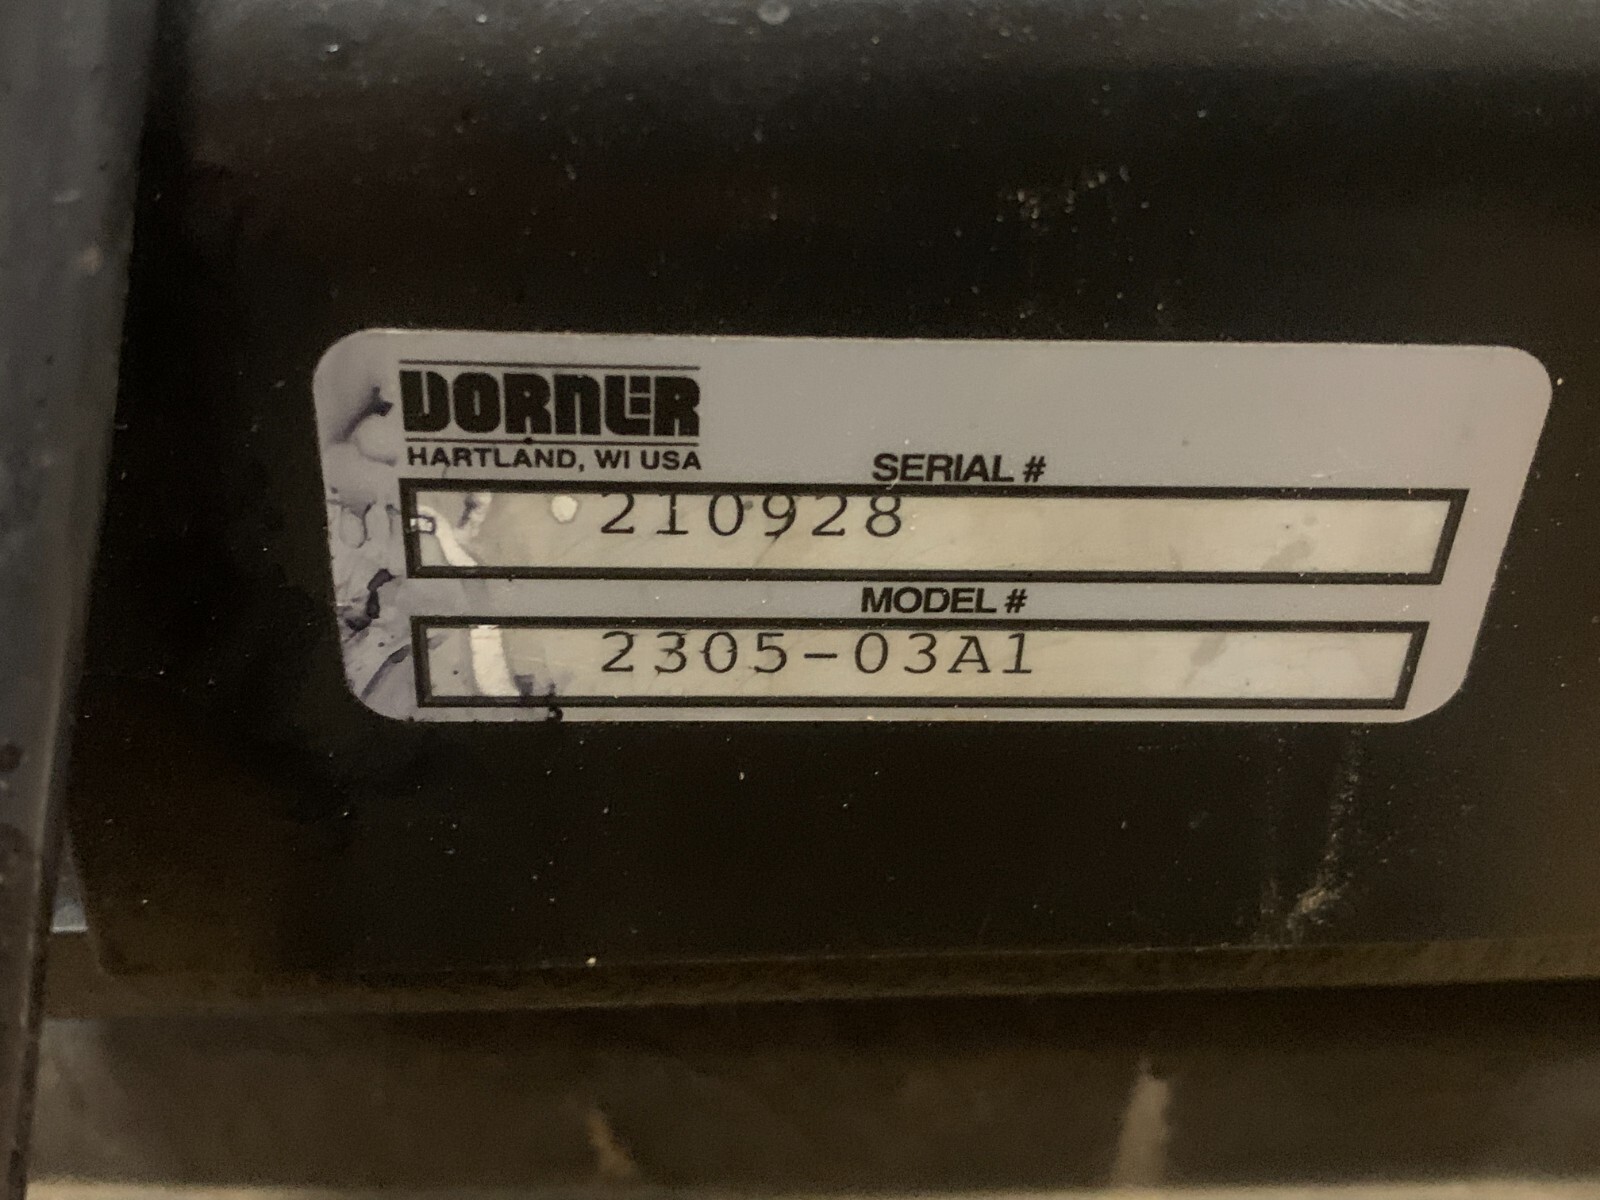 DORNER
HARTLAND, WI USA
SERIAL #
210928
MODEL #
2305-03A1